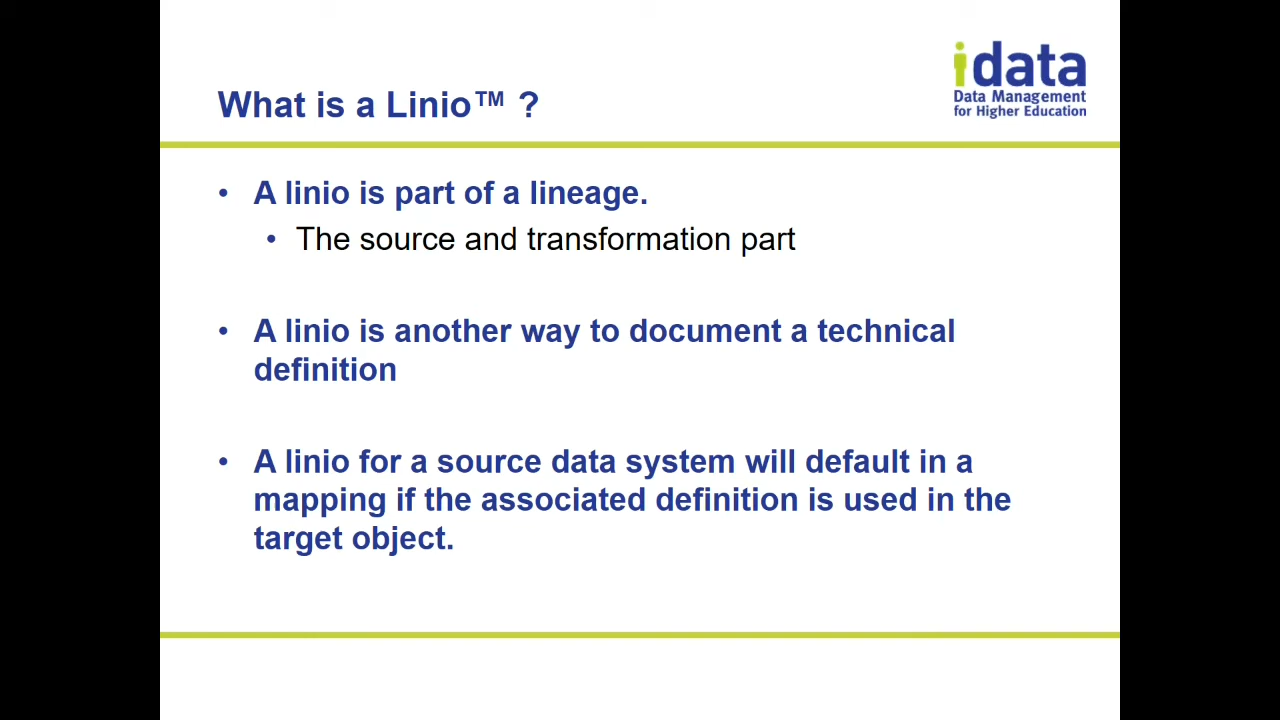 idata
Data Management
for Higher Education
What is a Linio™ ?
• A linio is part of a lineage.
• The source and transformation part
• A linio is another way to document a technical
definition
• A linio for a source data system will default in a
mapping if the associated definition is used in the
target object.